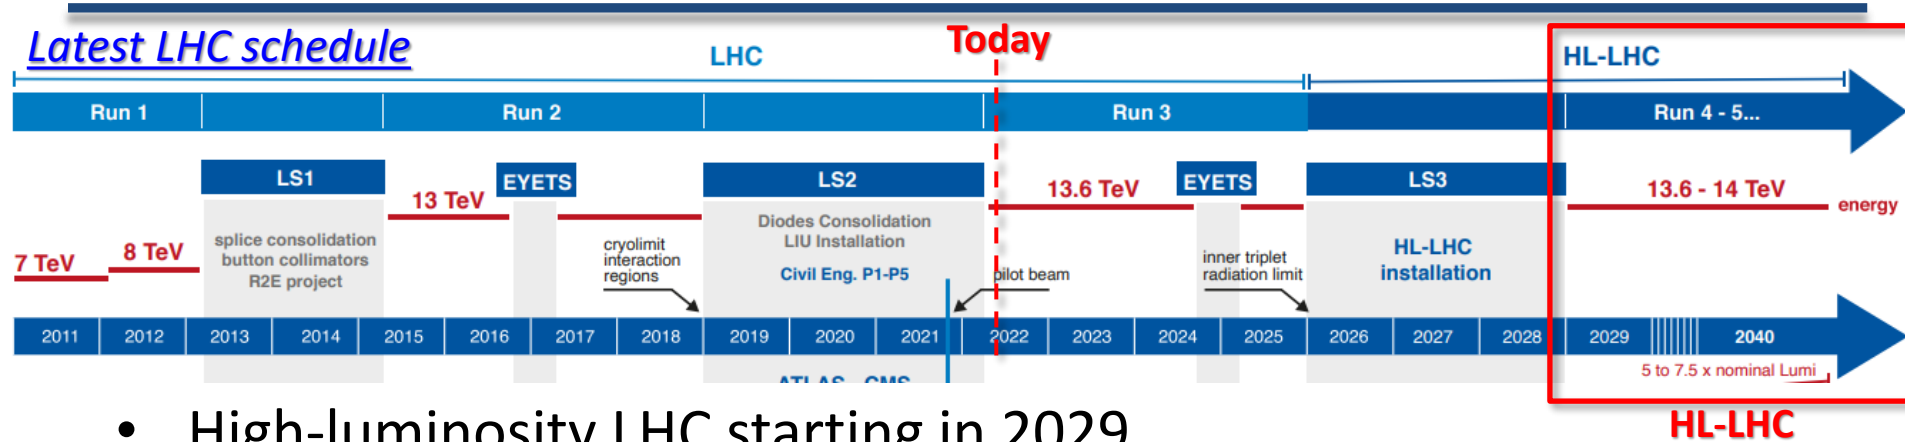 Latest LHC schedule
LHC
Today
HL-LHC
Run 1
Run 2
Run 3
Run 4 - 5...
LS1
EYETS
LS2
EYETS
LS3
7 TeV
8 TeV
13 TeV
13.6 TeV
13.6 - 14 TeV
energy
splice consolidation
button collimators
R2E project
cryolimit
interaction
regions
Diodes Consolidation
LIU Installation
Civil Eng. P1-P5
pilot beam
inner triplet
radiation limit
HL-LHC
installation
2011 2012 2013 2014 2015 2016 2017 2018 2019 2020 2021 2022 2023 2024 2025 2026 2027 2028 2029 2040
5 to 7.5 x nominal Lumi
ATLAS - CMS
• High-luminosity LHC starting in 2029
HL-LHC